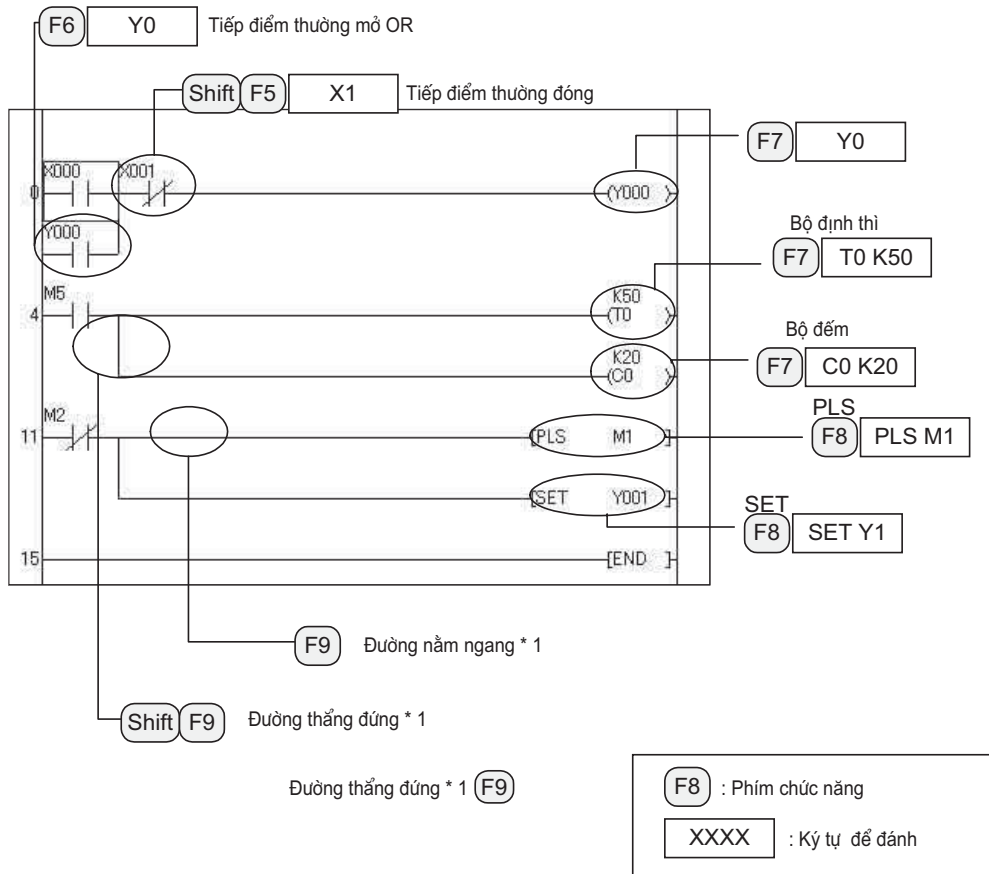 F6 Y0 Tiếp điểm thường mở OR
Shift F5 X1 Tiếp điểm thường đóng
F7 Y0
X000 X001
0 (Y000 )
Y000
Bộ định thì
F7 T0 K50
M5 K50
4 (T0 )
Bộ đếm
K20
(C0 )
F7 C0 K20
M2
PLS
11 [PLS M1 ]
F8 PLS M1
[SET Y001 ]
SET
F8 SET Y1
15 [END ]
F9 Đường nằm ngang * 1
Shift F9 Đường thẳng đứng * 1
Đường thẳng đứng * 1 F9
F8 : Phím chức năng
XXXX : Ký tự để đánh